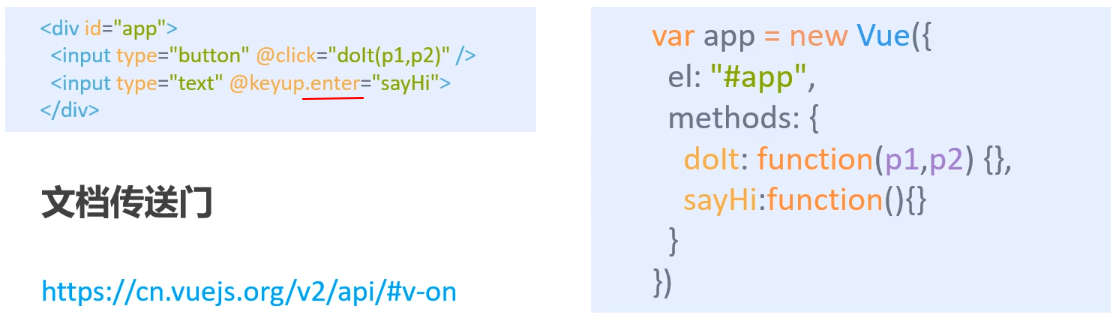 <div id="app">
<input type="button" @click="doIt(p1,p2)" />
<input type="text" @keyup.enter="sayHi">
</div>
文档传送门
https://cn.vuejs.org/v2/api/#v-on
var app = new Vue({
el: "#app",
methods: {
doIt: function(p1,p2) {},
sayHi:function(){}
}
})